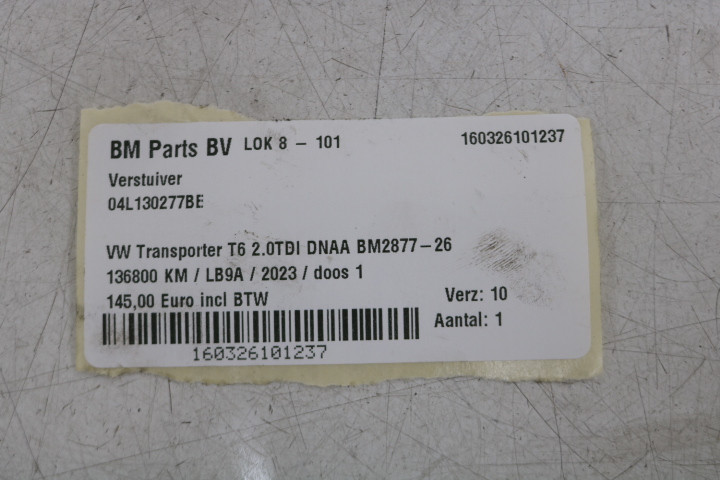 BM Parts BV LOK 8 - 101 160326101237
Verstuiver
04L130277BE
VW Transporter T6 2.0TDI DNAA BM2877-26
136800 KM / LB9A / 2023 / doos 1
145,00 Euro incl BTW Verz: 10
Aantal: 1
160326101237